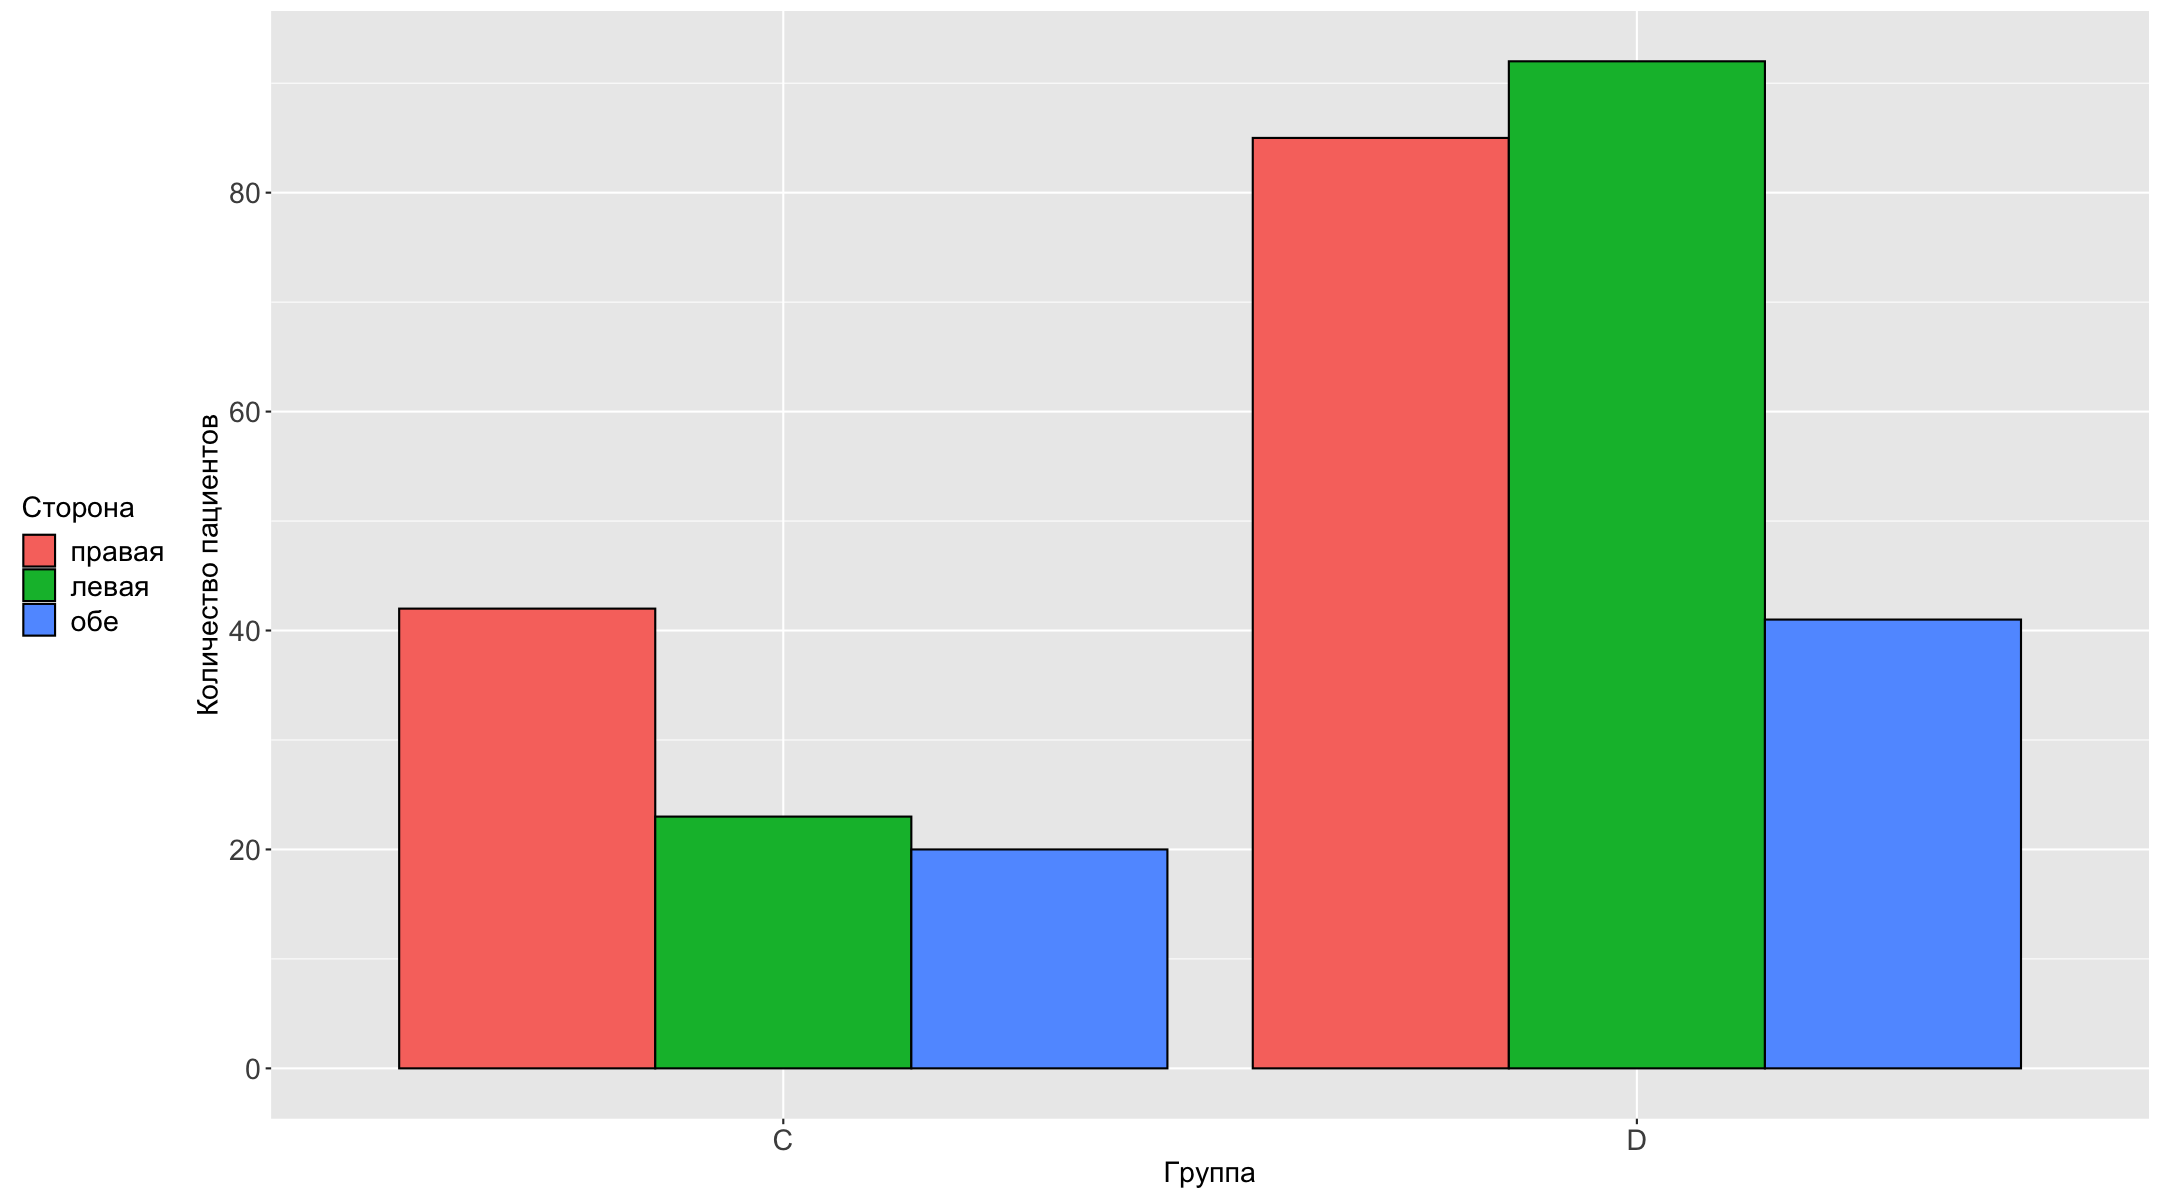 Сторона
правая
левая
обе
Количество пациентов
80
60
40
20
0
C
D
Группа